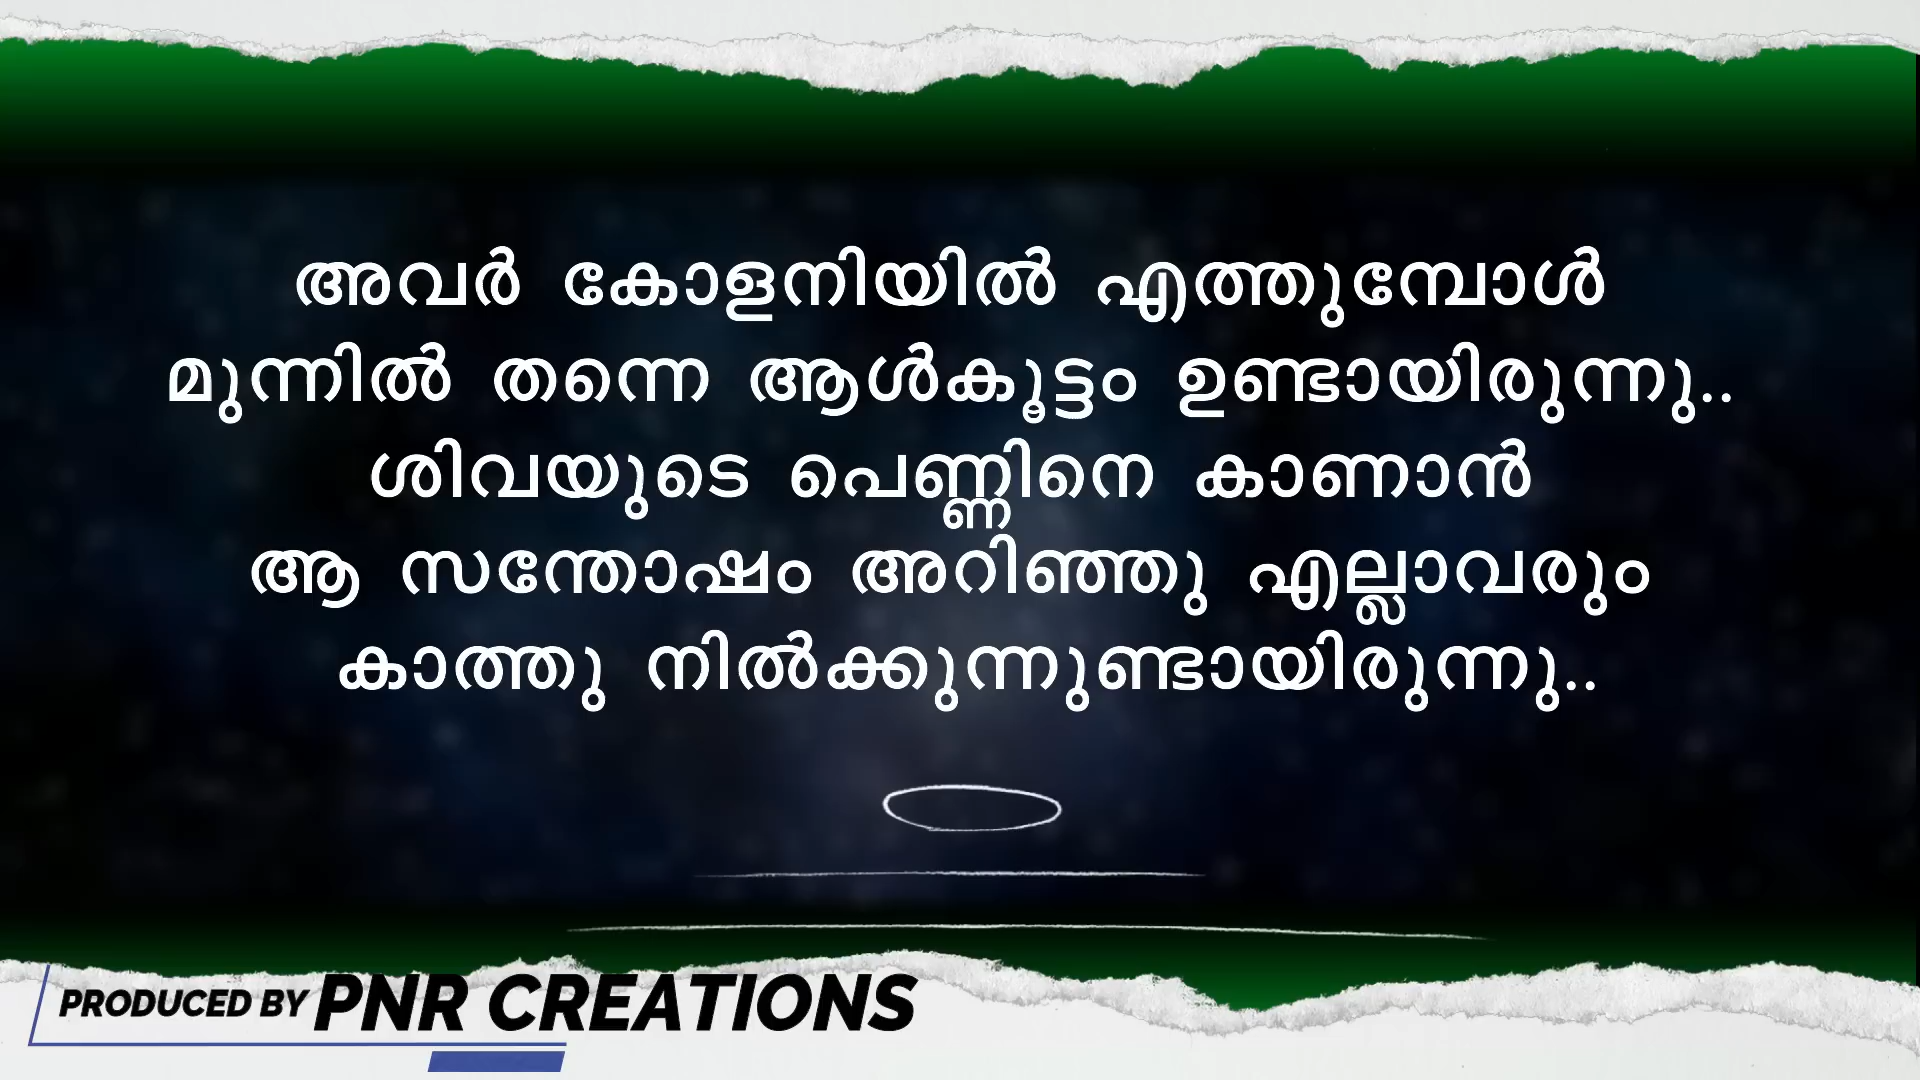 അവർ കോളനിയിൽ എത്തുമ്പോൾ
മുന്നിൽ തന്നെ ആൾകൂട്ടം ഉണ്ടായിരുന്നു..
ശിവയുടെ പെണ്ണിനെ കാണാൻ
ആ സന്തോഷം അറിഞ്ഞു എല്ലാവരും
കാത്തു നിൽക്കുന്നുണ്ടായിരുന്നു..
PRODUCED BY PNR CREATIONS